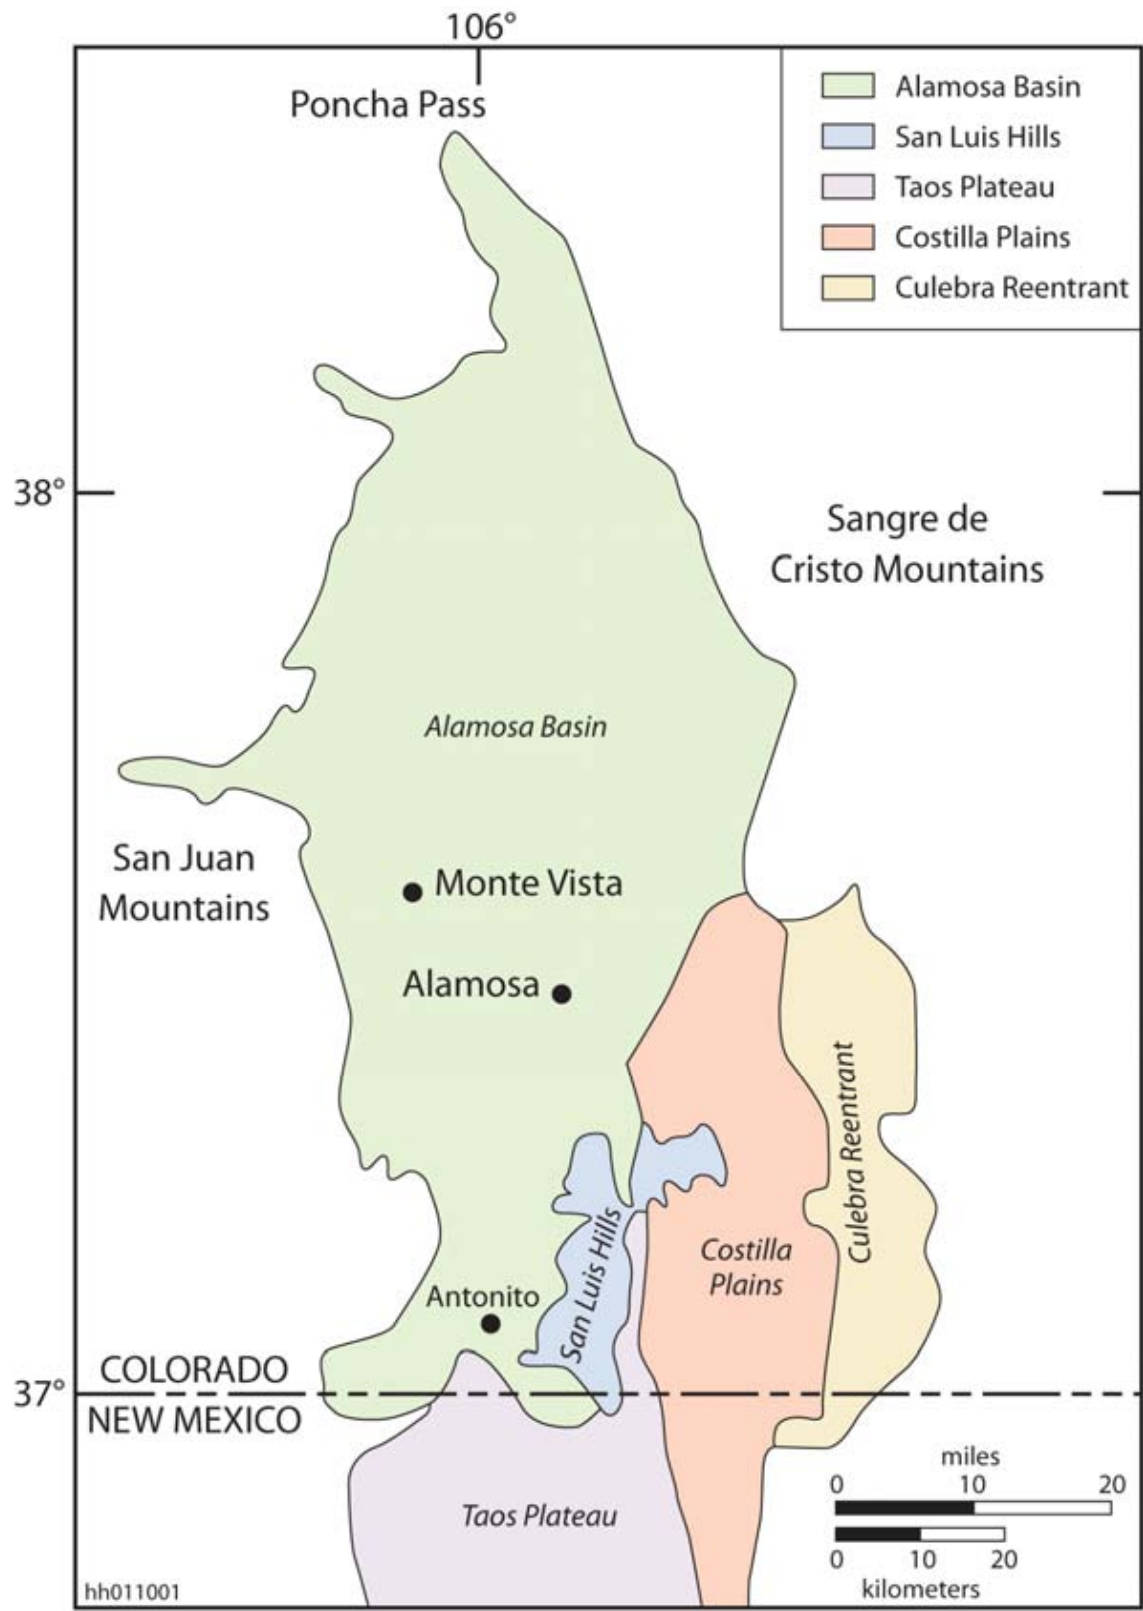 106°
Poncha Pass
Alamosa Basin
San Luis Hills
Taos Plateau
Costilla Plains
Culebra Reentrant
38°
Sangre de
Cristo Mountains
Alamosa Basin
San Juan
Mountains
Monte Vista
Alamosa
Culebra Reentrant
San Luis Hills
Costilla
Plains
Antonito
COLORADO
37°
NEW MEXICO
miles
0 10 20
Taos Plateau
0 10 20
kilometers
hh011001